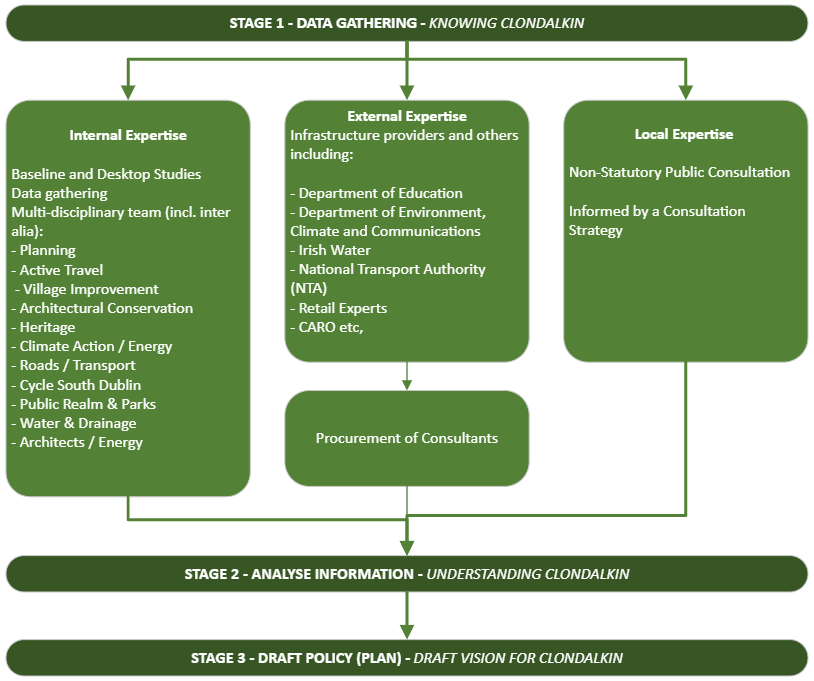 STAGE 1 - DATA GATHERING - KNOWING CLONDALKIN
Internal Expertise
Baseline and Desktop Studies
Data gathering
Multi-disciplinary team (incl. inter
alia):
- Planning
- Active Travel
- Village Improvement
- Architectural Conservation
- Heritage
- Climate Action / Energy
- Roads / Transport
- Cycle South Dublin
- Public Realm & Parks
- Water & Drainage
- Architects / Energy
External Expertise
Infrastructure providers and others
including:
- Department of Education
- Department of Environment,
Climate and Communications
- Irish Water
- National Transport Authority
(NTA)
- Retail Experts
- CARO etc,
Procurement of Consultants
Local Expertise
Non-Statutory Public Consultation
Informed by a Consultation
Strategy
STAGE 2 - ANALYSE INFORMATION - UNDERSTANDING CLONDALKIN
STAGE 3 - DRAFT POLICY (PLAN) - DRAFT VISION FOR CLONDALKIN